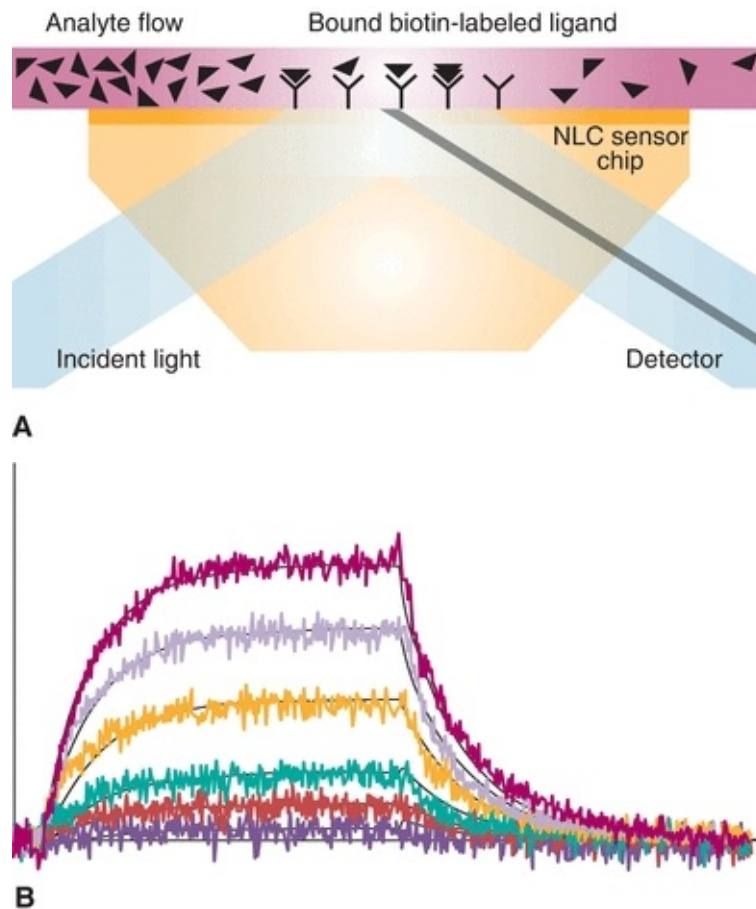 Analyte flow
Bound biotin-labeled ligand
NLC sensor
chip
Incident light
Detector
A
B